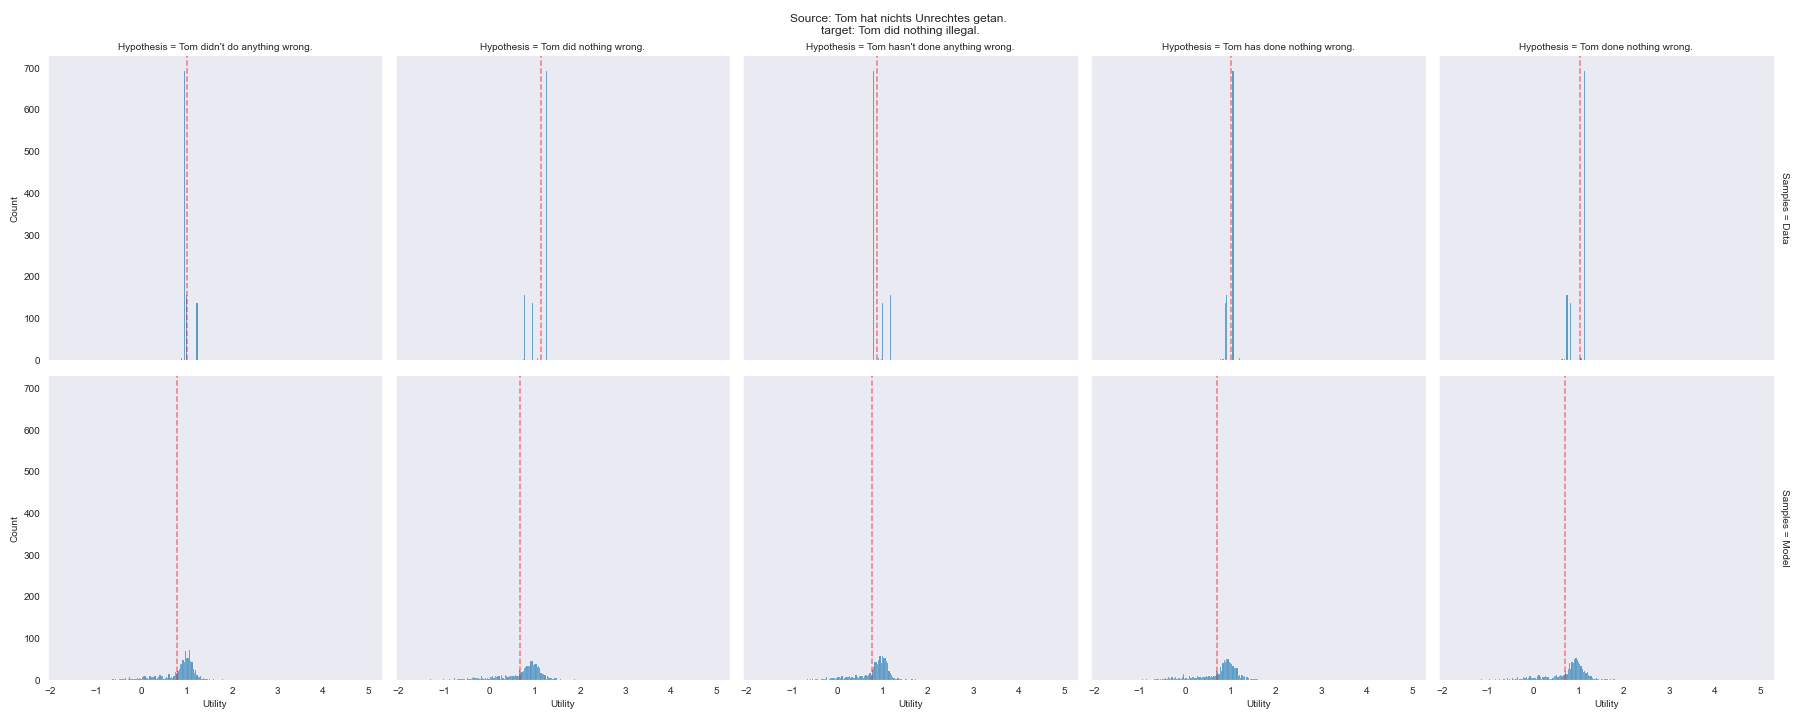 Source: Tom hat nichts Unrechtes getan.
target: Tom did nothing illegal.
Hypothesis = Tom didn't do anything wrong.
Hypothesis = Tom did nothing wrong.
Hypothesis = Tom hasn't done anything wrong.
Hypothesis = Tom has done nothing wrong.
Hypothesis = Tom done nothing wrong.
700
600
500
400
300
200
100
0
Count
Samples = Data
700
600
500
400
300
200
100
0
Count
Samples = Model
−2 −1 0 1 2 3 4 5
−2 −1 0 1 2 3 4 5
−2 −1 0 1 2 3 4 5
−2 −1 0 1 2 3 4 5
−2 −1 0 1 2 3 4 5
Utility
Utility
Utility
Utility
Utility